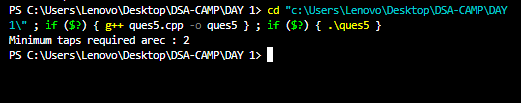 PS C:\Users\Lenovo\Desktop\DSA-CAMP\DAY 1> cd "c:\Users\Lenovo\Desktop\DSA-CAMP\DAY
1\" ; if ($?) { g++ ques5.cpp -o ques5 } ; if ($?) { .\ques5 }
Minimum taps required arec : 2
PS C:\Users\Lenovo\Desktop\DSA-CAMP\DAY 1>